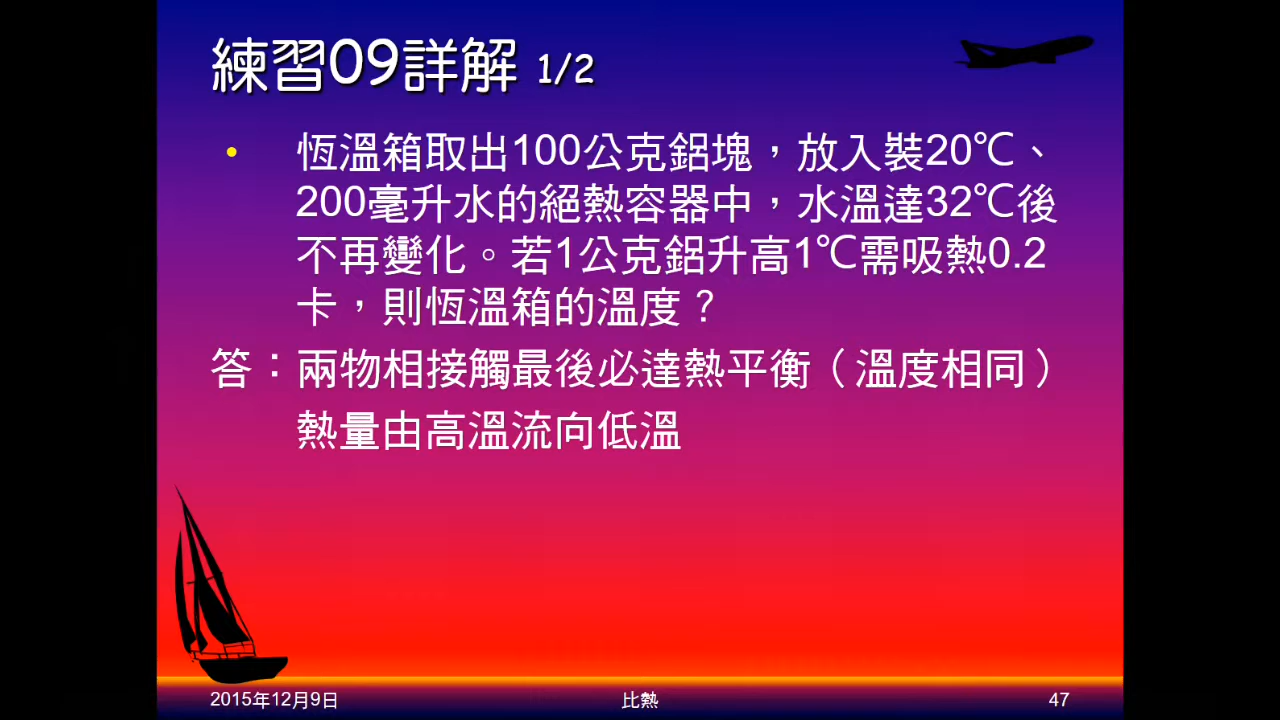 練習09詳解 1/2
• 恆溫箱取出100公克鋁塊，放入裝20℃、
200毫升水的絕熱容器中，水溫達32℃後
不再變化。若1公克鋁升高1℃需吸熱0.2
卡，則恆溫箱的溫度？
答：兩物相接觸最後必達熱平衡（溫度相同）
熱量由高溫流向低溫
2015年12月9日 比熱 47